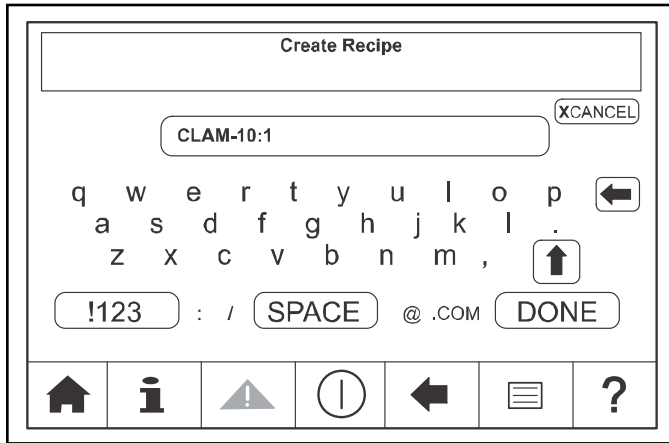 Create Recipe
XCANCEL
CLAM-10:1
q w e r t y u l o p
a s d f g h j k l .
z x c v b n m ,
!123 : / SPACE @ .COM DONE
i ?